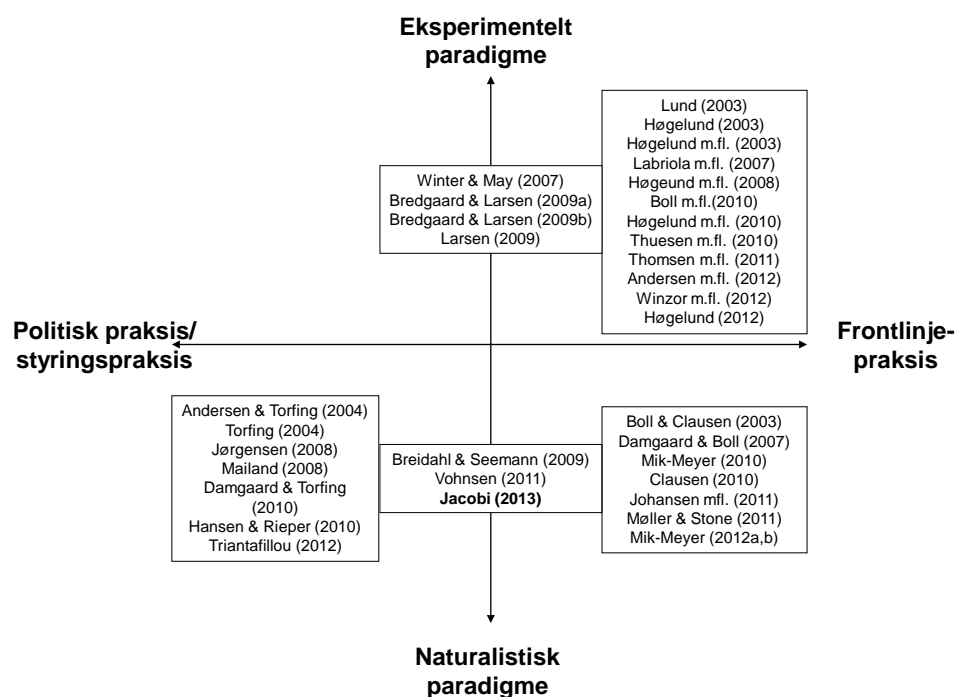 Eksperimentelt
paradigme
Lund (2003)
Høgelund (2003)
Høgelund m.fl. (2003)
Labriola m.fl. (2007)
Høgeund m.fl. (2008)
Boll m.fl.(2010)
Høgelund m.fl. (2010)
Thuesen m.fl. (2010)
Thomsen m.fl. (2011)
Andersen m.fl. (2012)
Winzor m.fl. (2012)
Høgelund (2012)
Winter & May (2007)
Bredgaard & Larsen (2009a)
Bredgaard & Larsen (2009b)
Larsen (2009)
Politisk praksis/
styringspraksis
Frontlinje-
praksis
Andersen & Torfing (2004)
Torfing (2004)
Jørgensen (2008)
Mailand (2008)
Damgaard & Torfing
(2010)
Hansen & Rieper (2010)
Triantafillou (2012)
Breidahl & Seemann (2009)
Vohnsen (2011)
Jacobi (2013)
Boll & Clausen (2003)
Damgaard & Boll (2007)
Mik-Meyer (2010)
Clausen (2010)
Johansen mfl. (2011)
Møller & Stone (2011)
Mik-Meyer (2012a,b)
Naturalistisk
paradigme